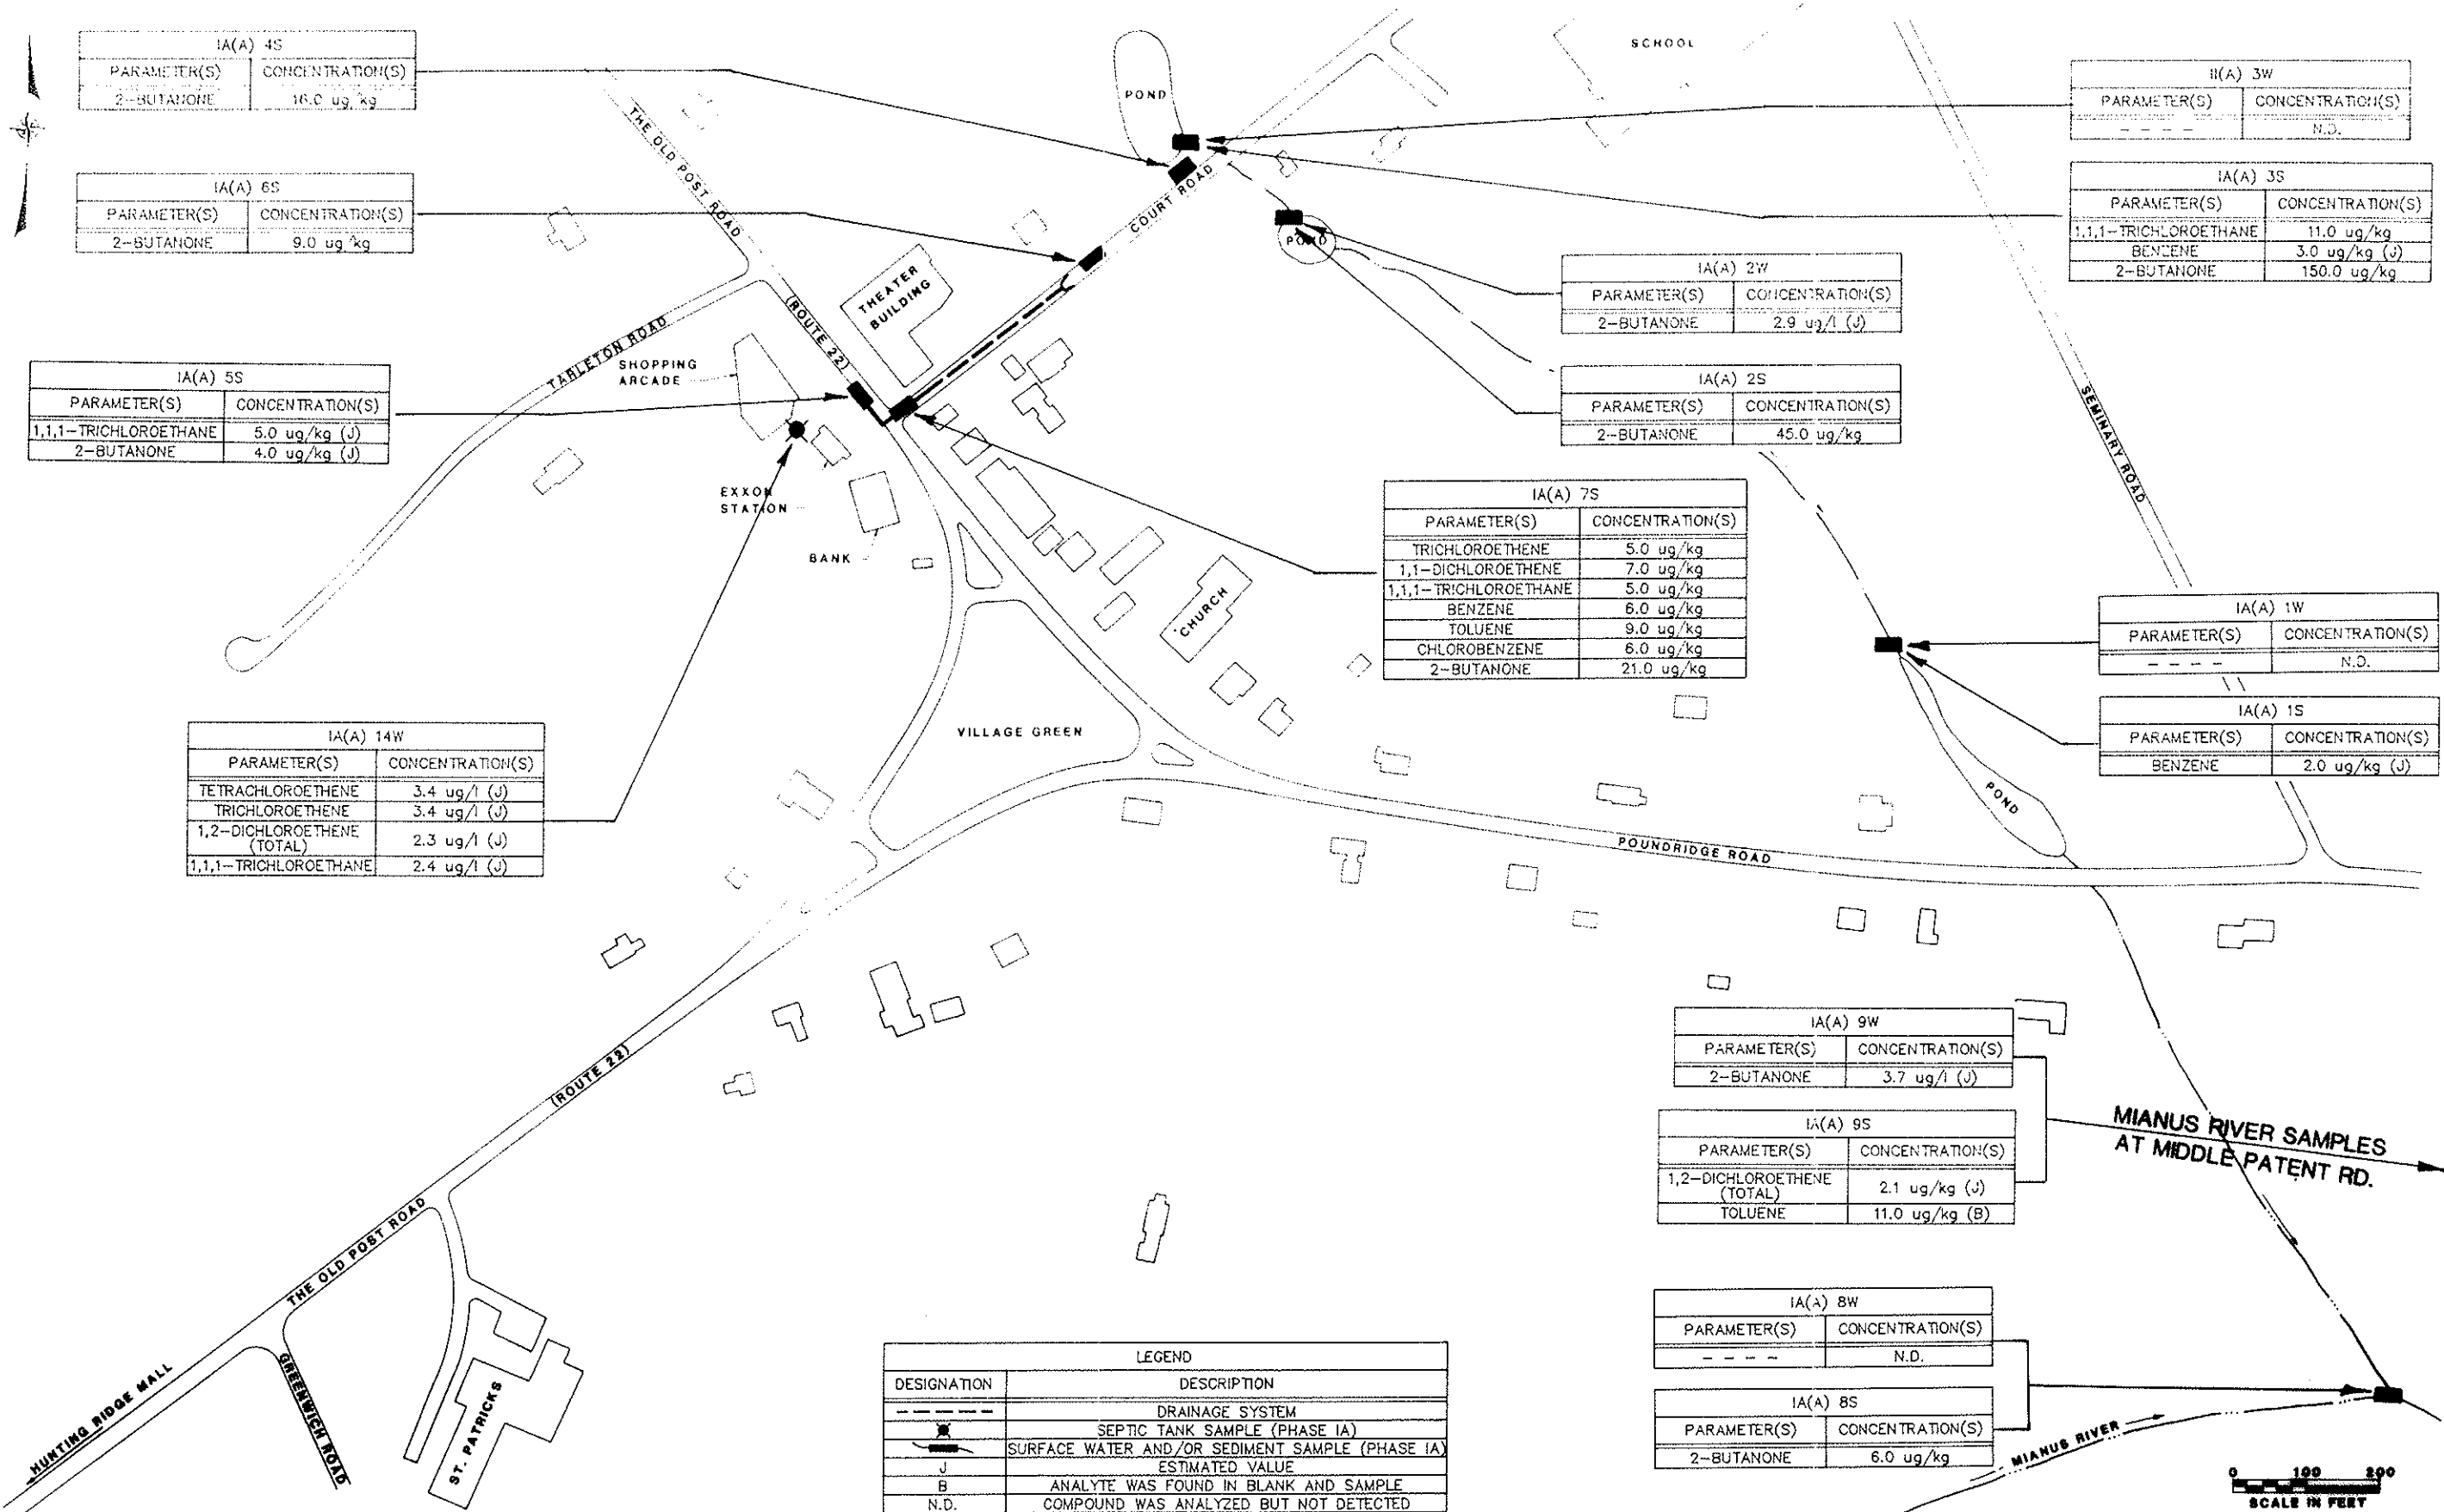 IA(A) 4S
PARAMETER(S) CONCENTRATION(S)
2-BUTANONE 16.0 ug/kg
IA(A) 6S
PARAMETER(S) CONCENTRATION(S)
2-BUTANONE 9.0 ug/kg
IA(A) 5S
PARAMETER(S) CONCENTRATION(S)
1,1,1-TRICHLOROETHANE 5.0 ug/kg (J)
2-BUTANONE 4.0 ug/kg (J)
IA(A) 14W
PARAMETER(S) CONCENTRATION(S)
TETRACHLOROETHENE 3.4 ug/l (J)
TRICHLOROETHENE 3.4 ug/l (J)
1,2-DICHLOROETHENE
(TOTAL) 2.3 ug/l (J)
1,1,1-TRICHLOROETHANE 2.4 ug/l (J)
THE OLD POST ROAD
(ROUTE 22)
TARLETON ROAD
SHOPPING
ARCADE
THEATER
BUILDING
EXXON
STATION
BANK
POND
COURT ROAD
POND
SCHOOL
SEMINARY ROAD
CHURCH
VILLAGE GREEN
POUNDRIDGE ROAD
POND
II(A) 3W
PARAMETER(S) CONCENTRATION(S)
- - - - N.D.
IA(A) 3S
PARAMETER(S) CONCENTRATION(S)
1,1,1-TRICHLOROETHANE 11.0 ug/kg
BENZENE 3.0 ug/kg (J)
2-BUTANONE 150.0 ug/kg
IA(A) 2W
PARAMETER(S) CONCENTRATION(S)
2-BUTANONE 2.9 ug/l (J)
IA(A) 2S
PARAMETER(S) CONCENTRATION(S)
2-BUTANONE 45.0 ug/kg
IA(A) 7S
PARAMETER(S) CONCENTRATION(S)
TRICHLOROETHENE 5.0 ug/kg
1,1-DICHLOROETHENE 7.0 ug/kg
1,1,1-TRICHLOROETHANE 5.0 ug/kg
BENZENE 6.0 ug/kg
TOLUENE 9.0 ug/kg
CHLOROBENZENE 6.0 ug/kg
2-BUTANONE 21.0 ug/kg
IA(A) 1W
PARAMETER(S) CONCENTRATION(S)
- - - - N.D.
IA(A) 1S
PARAMETER(S) CONCENTRATION(S)
BENZENE 2.0 ug/kg (J)
IA(A) 9W
PARAMETER(S) CONCENTRATION(S)
2-BUTANONE 3.7 ug/l (J)
IA(A) 9S
PARAMETER(S) CONCENTRATION(S)
1,2-DICHLOROETHENE
(TOTAL) 2.1 ug/kg (J)
TOLUENE 11.0 ug/kg (B)
MIANUS RIVER SAMPLES
AT MIDDLE PATENT RD.
IA(A) 8W
PARAMETER(S) CONCENTRATION(S)
- - - - N.D.
IA(A) 8S
PARAMETER(S) CONCENTRATION(S)
2-BUTANONE 6.0 ug/kg
MIANUS RIVER
(ROUTE 22)
THE OLD POST ROAD
HUNTING RIDGE MALL
GREENWICH ROAD
ST. PATRICKS
LEGEND
DESIGNATION DESCRIPTION
DRAINAGE SYSTEM
SEPTIC TANK SAMPLE (PHASE IA)
SURFACE WATER AND/OR SEDIMENT SAMPLE (PHASE IA)
J ESTIMATED VALUE
B ANALYTE WAS FOUND IN BLANK AND SAMPLE
N.D. COMPOUND WAS ANALYZED BUT NOT DETECTED
0 100 200
SCALE IN FEET